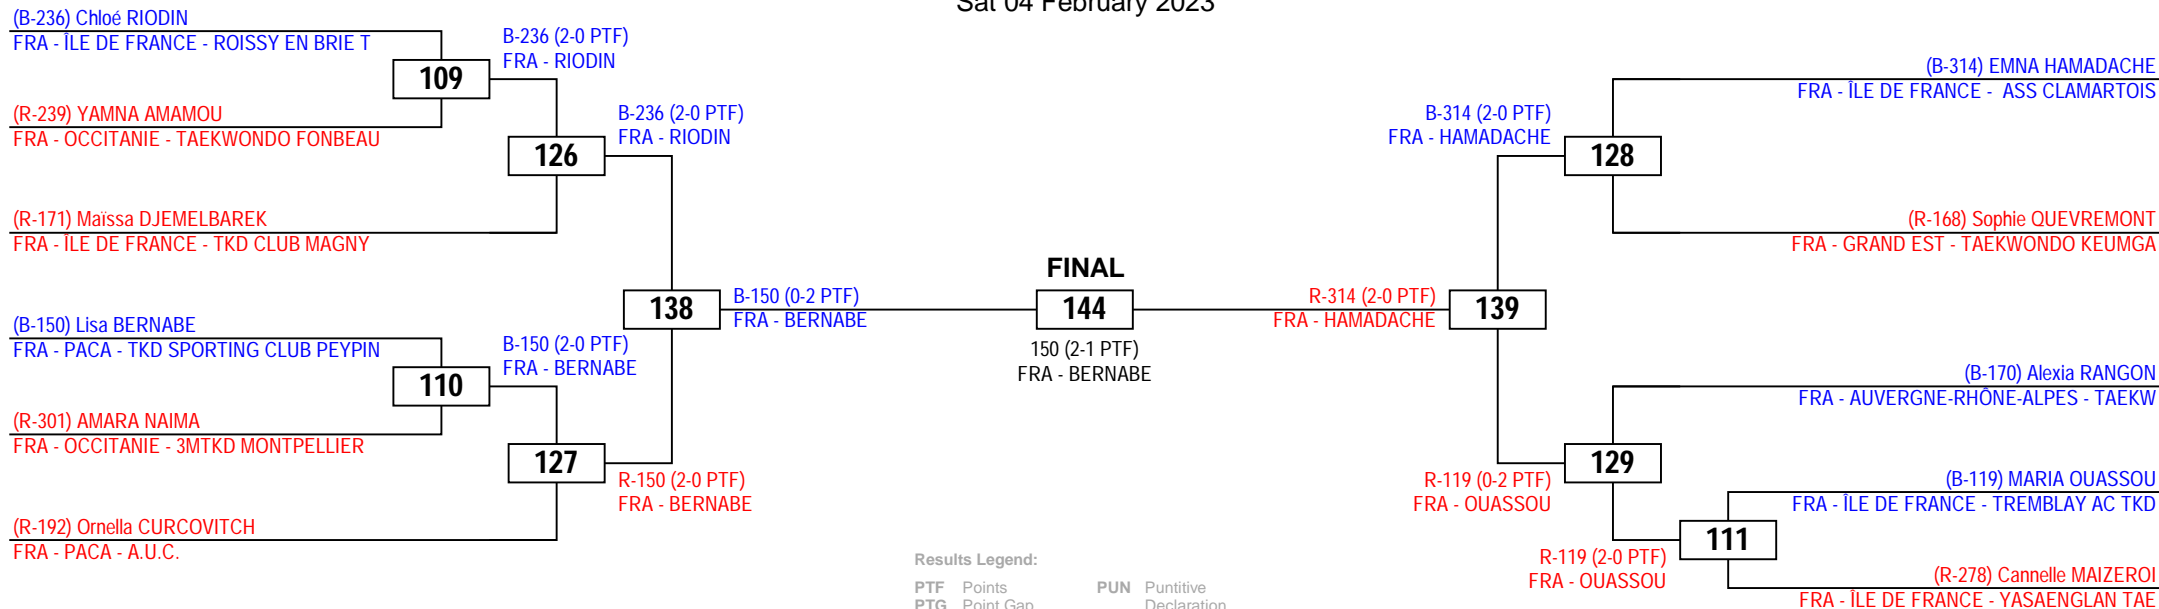 Sat 04 February 2023
(B-236) Chloé RIODIN
FRA - ÎLE DE FRANCE - ROISSY EN BRIE T
B-236 (2-0 PTF)
FRA - RIODIN
109
(R-239) YAMNA AMAMOU
FRA - OCCITANIE - TAEKWONDO FONBEAU
B-236 (2-0 PTF)
FRA - RIODIN
126
(R-171) Maïssa DJEMELBAREK
FRA - ÎLE DE FRANCE - TKD CLUB MAGNY
138
B-150 (0-2 PTF)
FRA - BERNABE
(B-150) Lisa BERNABE
FRA - PACA - TKD SPORTING CLUB PEYPIN
B-150 (2-0 PTF)
FRA - BERNABE
110
(R-301) AMARA NAIMA
FRA - OCCITANIE - 3MTKD MONTPELLIER
127
R-150 (2-0 PTF)
FRA - BERNABE
(R-192) Ornella CURCOVITCH
FRA - PACA - A.U.C.
FINAL
144
150 (2-1 PTF)
FRA - BERNABE
(B-314) EMNA HAMADACHE
FRA - ÎLE DE FRANCE -  ASS CLAMARTOIS
B-314 (2-0 PTF)
FRA - HAMADACHE
128
(R-168) Sophie QUEVREMONT
FRA - GRAND EST - TAEKWONDO KEUMGA
R-314 (2-0 PTF)
FRA - HAMADACHE
139
(B-170) Alexia RANGON
FRA - AUVERGNE-RHÔNE-ALPES - TAEKW
129
R-119 (0-2 PTF)
FRA - OUASSOU
(B-119) MARIA OUASSOU
FRA - ÎLE DE FRANCE - TREMBLAY AC TKD
111
R-119 (2-0 PTF)
FRA - OUASSOU
(R-278) Cannelle MAIZEROI
FRA - ÎLE DE FRANCE - YASAENGLAN TAE
Results Legend:
PTF Points PUN Puntitive
PTG Point Gap Declaration